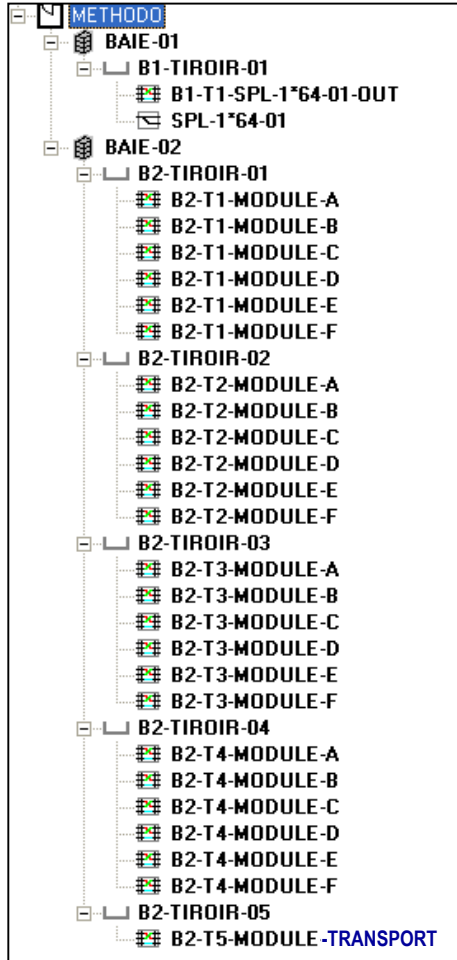 METHODO
BAIE-01
B1-TIROIR-01
B1-T1-SPL-1*64-01-OUT
SPL-1*64-01
BAIE-02
B2-TIROIR-01
B2-T1-MODULE-A
B2-T1-MODULE-B
B2-T1-MODULE-C
B2-T1-MODULE-D
B2-T1-MODULE-E
B2-T1-MODULE-F
B2-TIROIR-02
B2-T2-MODULE-A
B2-T2-MODULE-B
B2-T2-MODULE-C
B2-T2-MODULE-D
B2-T2-MODULE-E
B2-T2-MODULE-F
B2-TIROIR-03
B2-T3-MODULE-A
B2-T3-MODULE-B
B2-T3-MODULE-C
B2-T3-MODULE-D
B2-T3-MODULE-E
B2-T3-MODULE-F
B2-TIROIR-04
B2-T4-MODULE-A
B2-T4-MODULE-B
B2-T4-MODULE-C
B2-T4-MODULE-D
B2-T4-MODULE-E
B2-T4-MODULE-F
B2-TIROIR-05
B2-T5-MODULE-TRANSPORT